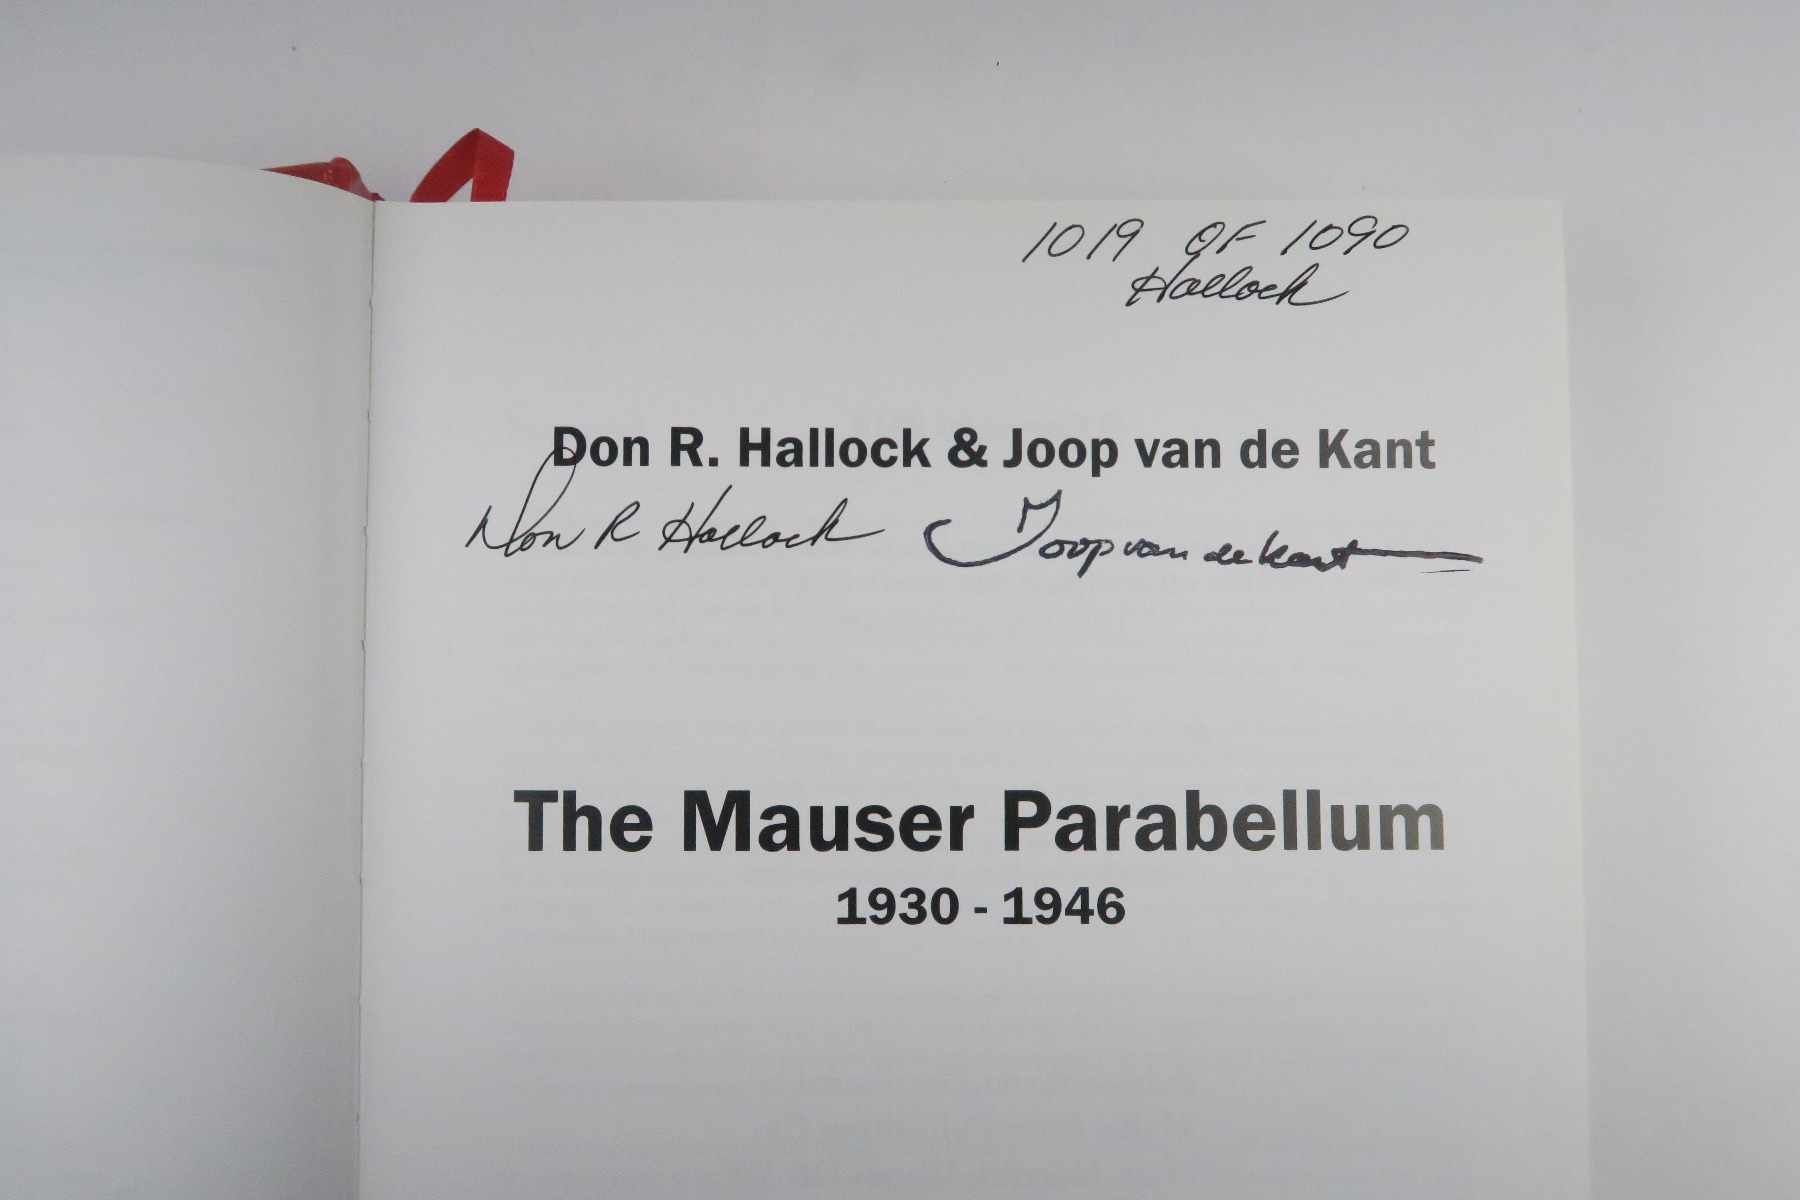 1019 OF 1090
Hallock
Don R. Hallock & Joop van de Kant
Don R Hallock Joop van de Kant
The Mauser Parabellum
1930 - 1946